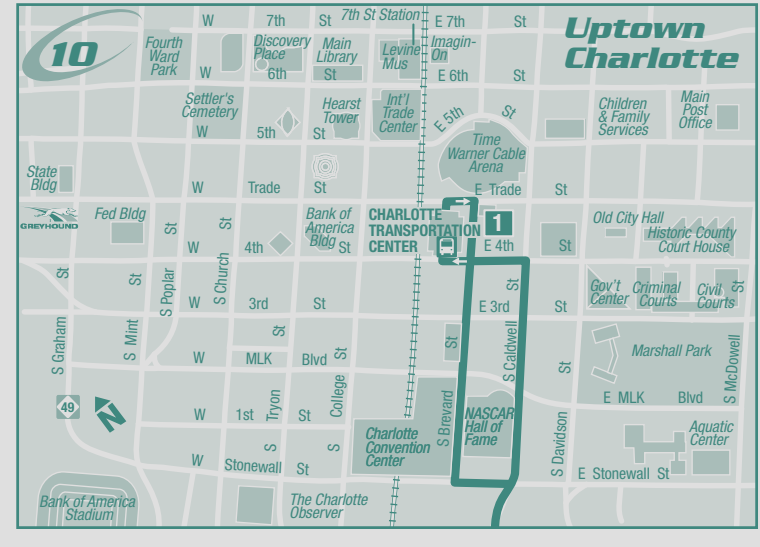 10
Uptown
Charlotte
W 7th St
7th St Station
E 7th St
Fourth
Ward
Park
Discovery
Place
Main
Library
Levine
Mus
Imagin-
On
W 6th St
E 6th St
Settler's
Cemetery
Hearst
Tower
Int'l
Trade
Center
E 5th St
Children
& Family
Services
Main
Post
Office
W 5th St
Time
Warner Cable
Arena
State
Bldg
W Trade St
E Trade St
GREYHOUND
Fed Bldg
Bank of
America
Bldg
CHARLOTTE
TRANSPORTATION
CENTER
1
Old City Hall
Historic County
Court House
W 4th St
E 4th St
Gov't
Center
Criminal
Courts
Civil
Courts
W 3rd St
E 3rd St
S Graham St
S Mint St
S Poplar St
S Church St
S Tryon St
S College St
S Brevard St
S Caldwell St
S Davidson St
S McDowell St
Marshall Park
W MLK Blvd
E MLK Blvd
49
N
W 1st St
NASCAR
Hall of
Fame
Charlotte
Convention
Center
Aquatic
Center
W Stonewall St
E Stonewall St
Bank of America
Stadium
The Charlotte
Observer